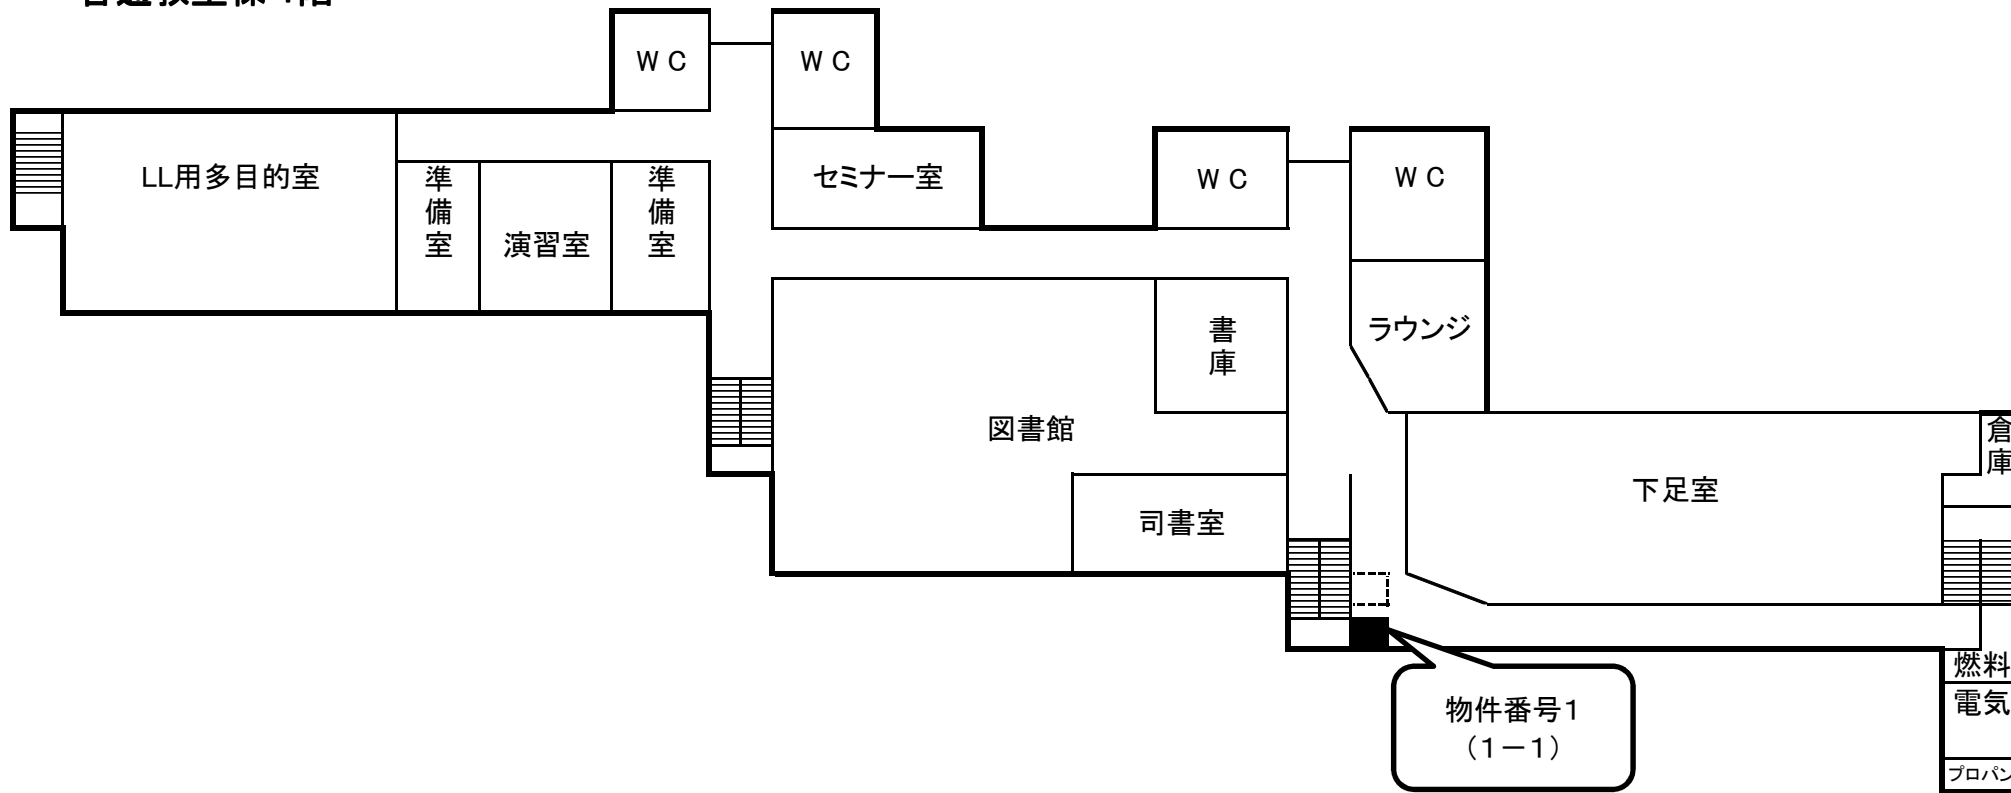 WC
WC
LL用多目的室
準備室
演習室
準備室
セミナー室
WC
WC
ラウンジ
書庫
図書館
司書室
下足室
倉庫
燃料
電気
プロパン
物件番号1
(1-1)